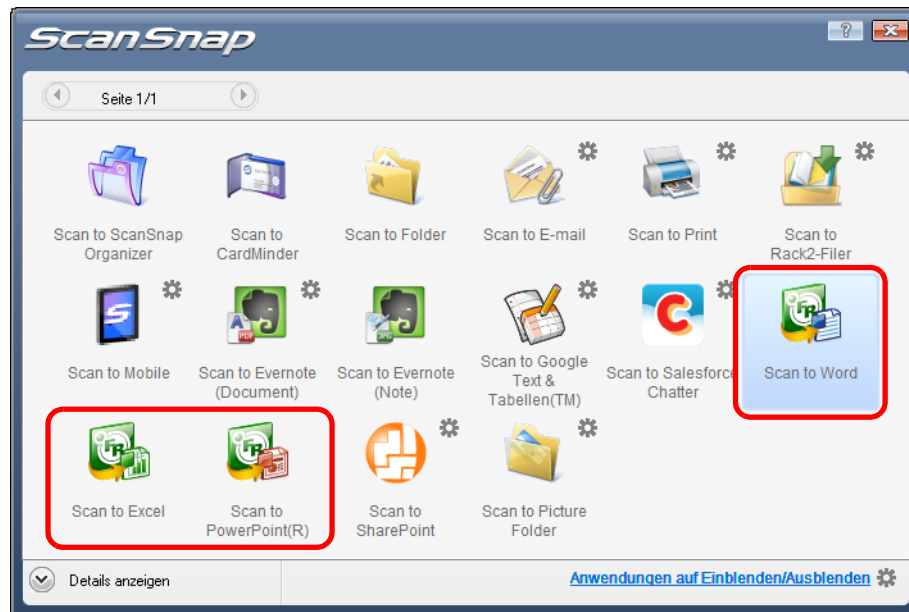 ScanSnap
Seite 1/1
Scan to ScanSnap
Organizer
Scan to
CardMinder
Scan to Folder
Scan to E-mail
Scan to Print
Scan to
Rack2-Filer
Scan to Mobile
Scan to Evernote
(Document)
Scan to Evernote
(Note)
Scan to Google
Text &
Tabellen(TM)
Scan to Salesforce
Chatter
Scan to Word
Scan to Excel
Scan to
PowerPoint(R)
Scan to
SharePoint
Scan to Picture
Folder
Details anzeigen
Anwendungen auf Einblenden/Ausblenden